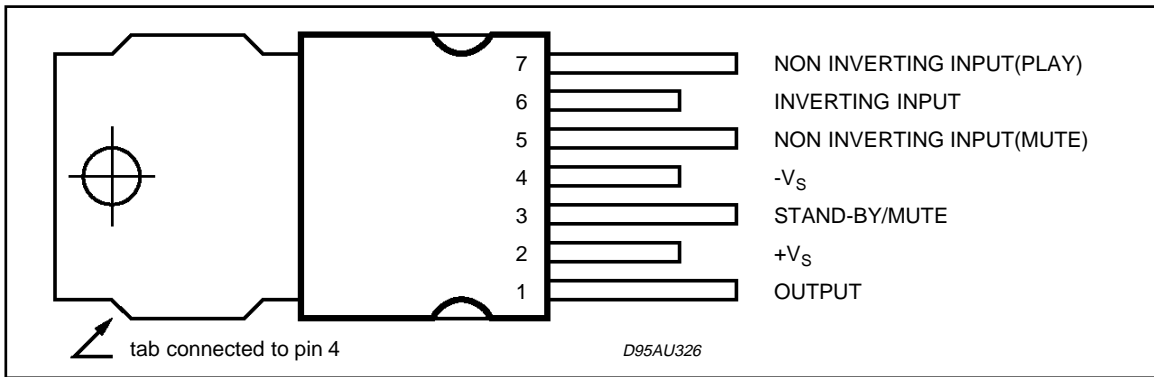 7 NON INVERTING INPUT(PLAY)
6 INVERTING INPUT
5 NON INVERTING INPUT(MUTE)
4 -VS
3 STAND-BY/MUTE
2 +VS
1 OUTPUT
tab connected to pin 4
D95AU326